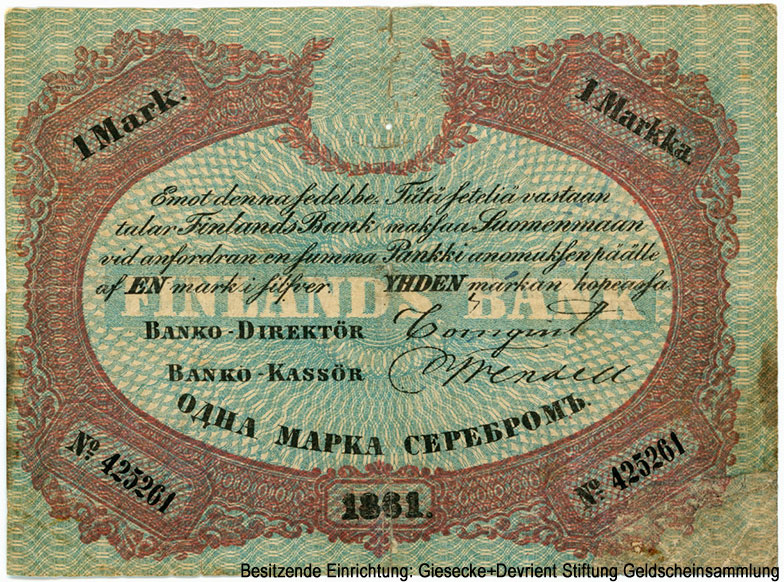 1 Mark.
1 Markka.
Emot denna sedel be- Tätä seteliä vastaan
talar Finlands Bank maksaa Suomenmaan
vid anfordran en summa Pankki anomuksen päälle
af EN mark i silfver. YHDEN markan hopeassa.
FINLANDS BANK
BANKO-DIREKTÖR
BANKO-KASSÖR
ОДНА МАРКА СЕРЕБРОМЪ.
No. 425261
No. 425261
1861.
Besitzende Einrichtung: Giesecke+Devrient Stiftung Geldscheinsammlung